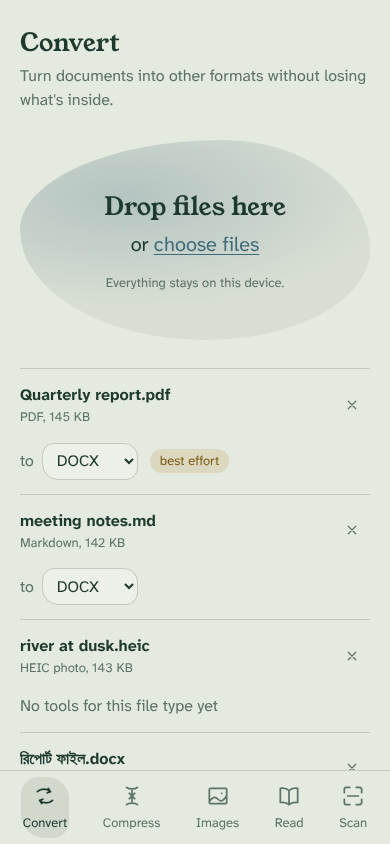 Convert
Turn documents into other formats without losing
what's inside.
Drop files here
or choose files
Everything stays on this device.
Quarterly report.pdf
PDF, 145 KB
to DOCX best effort
meeting notes.md
Markdown, 142 KB
to DOCX
river at dusk.heic
HEIC photo, 143 KB
No tools for this file type yet
রিপোর্ট ফাইল.docx
Convert Compress Images Read Scan